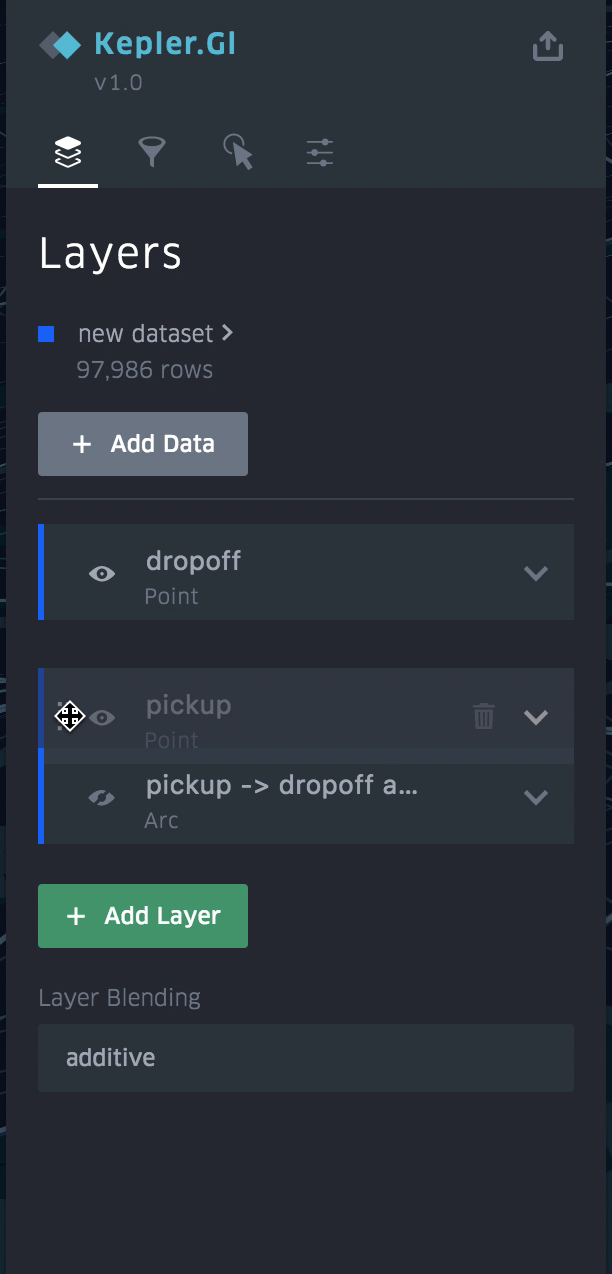 Kepler.Gl
v1.0
Layers
new dataset
97,986 rows
+ Add Data
dropoff
Point
pickup
Point
pickup -> dropoff a...
Arc
+ Add Layer
Layer Blending
additive